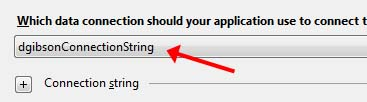 Which data connection should your application use to connect t
dgibsonConnectionString
+ Connection string